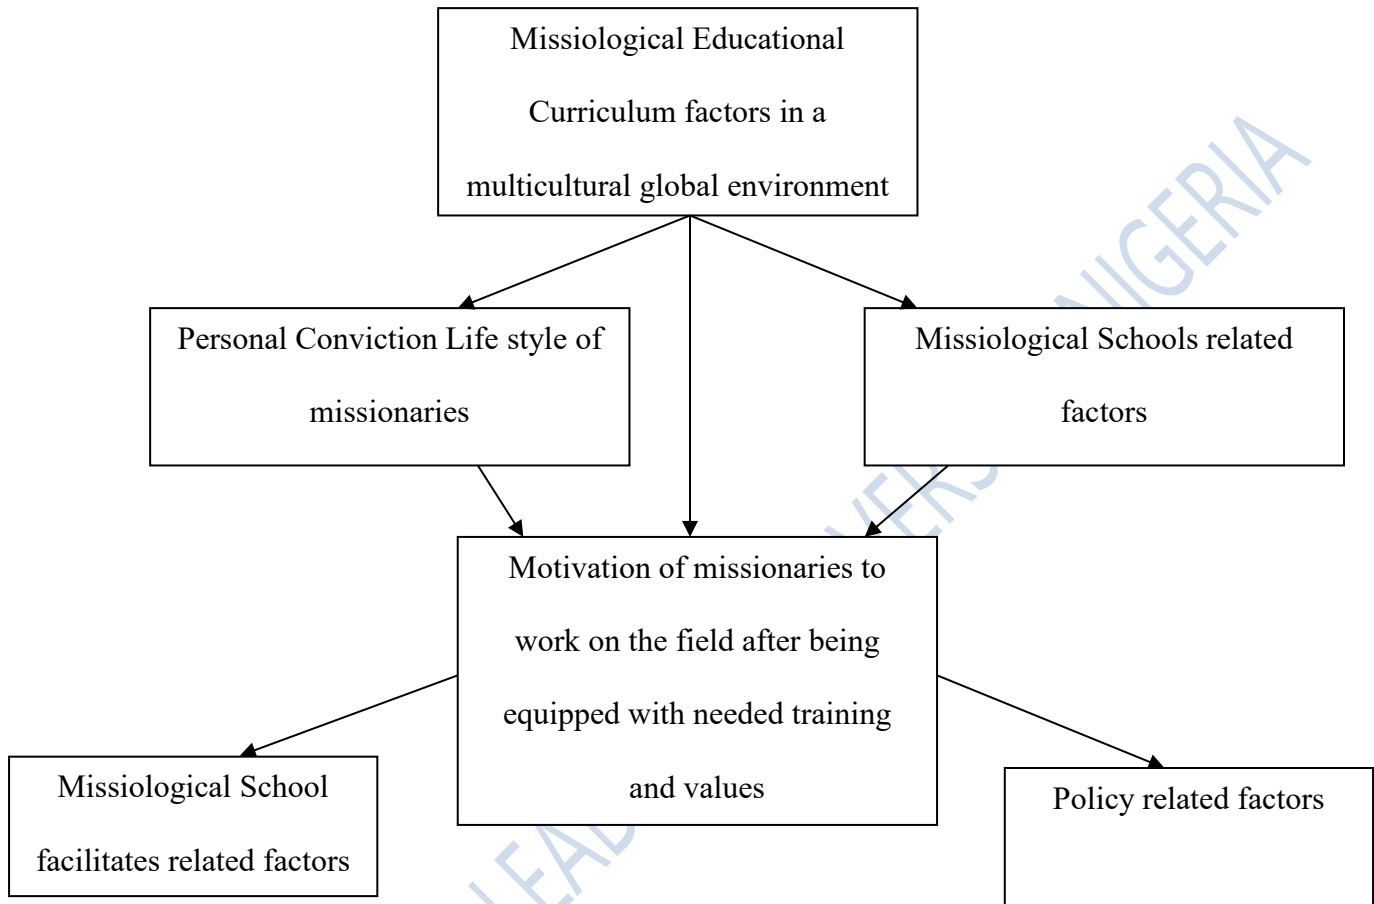 Missiological Educational
Curriculum factors in a
multicultural global environment
Personal Conviction Life style of
missionaries
Missiological Schools related
factors
Motivation of missionaries to
work on the field after being
equipped with needed training
and values
Missiological School
facilitates related factors
Policy related factors
NIGERIA